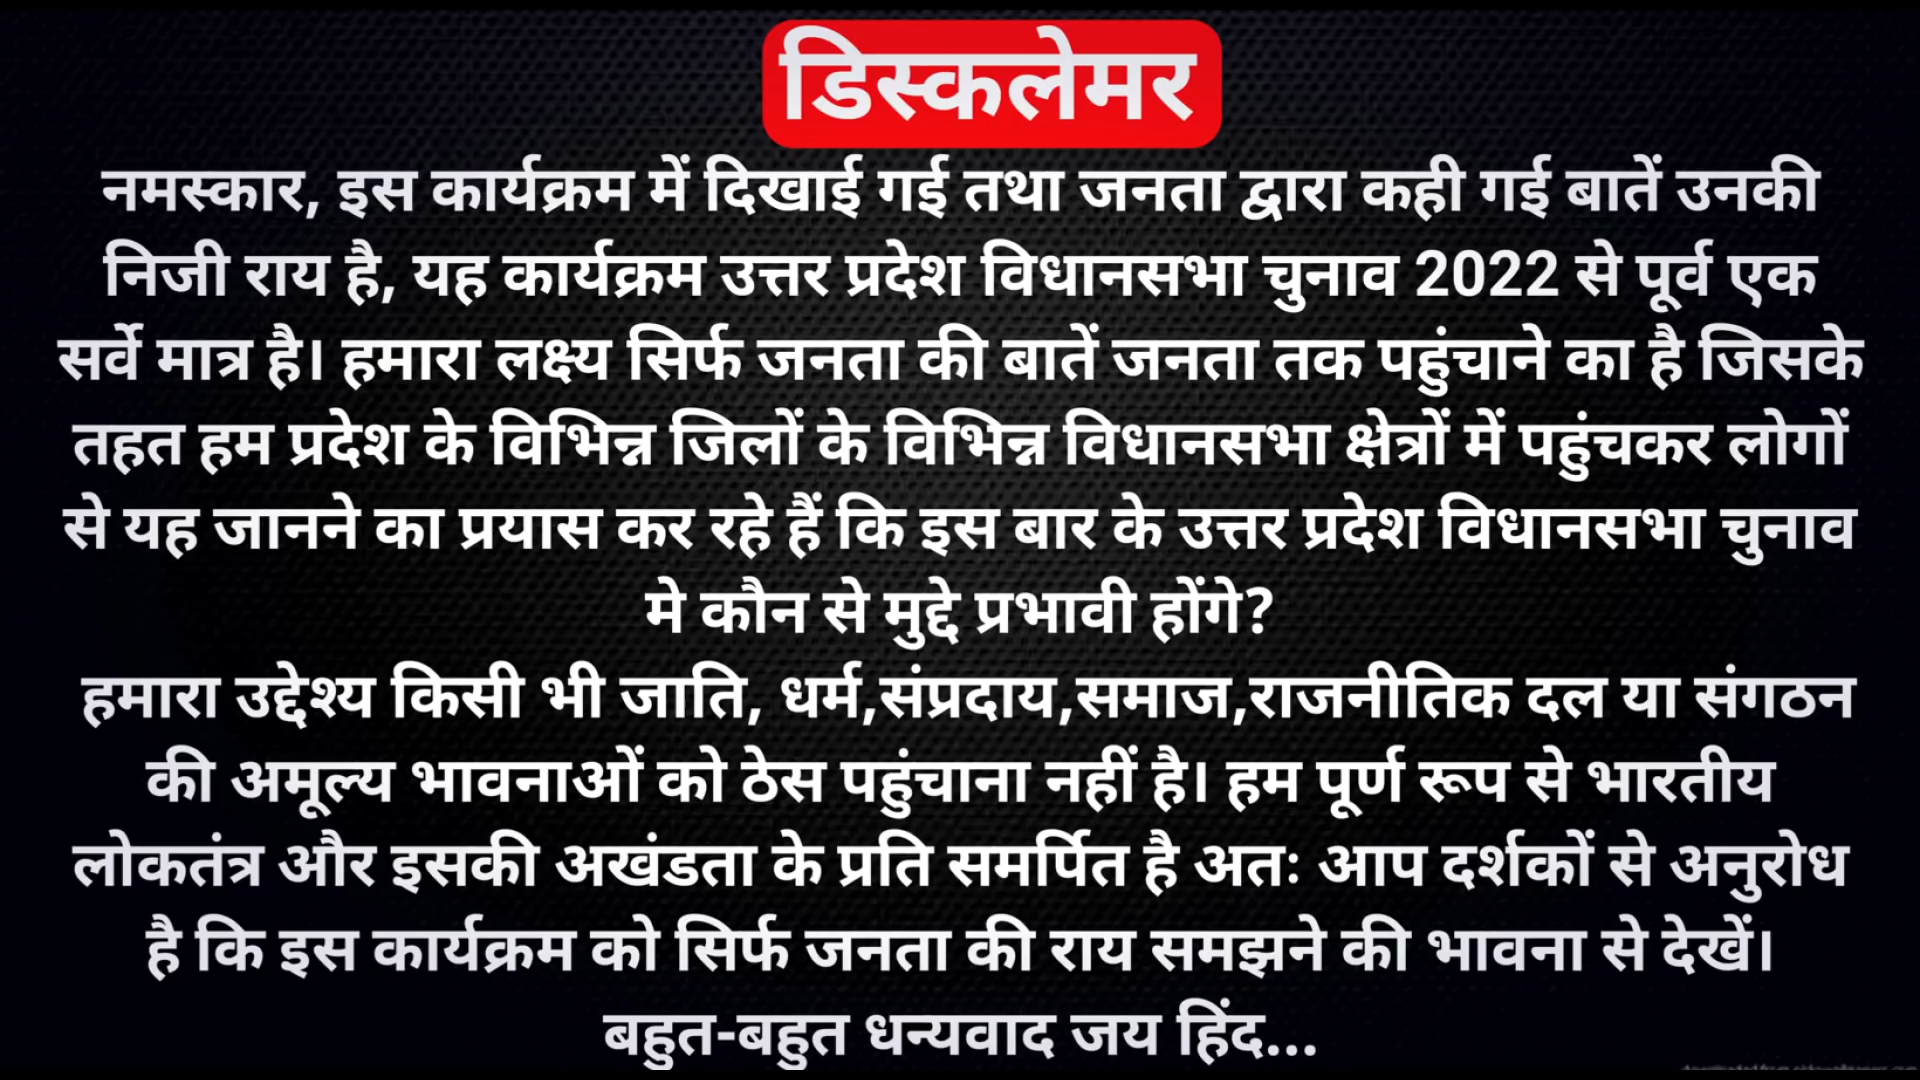 डिस्कलेमर
नमस्कार, इस कार्यक्रम में दिखाई गई तथा जनता द्वारा कही गई बातें उनकी
निजी राय है, यह कार्यक्रम उत्तर प्रदेश विधानसभा चुनाव 2022 से पूर्व एक
सर्वे मात्र है। हमारा लक्ष्य सिर्फ जनता की बातें जनता तक पहुंचाने का है जिसके
तहत हम प्रदेश के विभिन्न जिलों के विभिन्न विधानसभा क्षेत्रों में पहुंचकर लोगों
से यह जानने का प्रयास कर रहे हैं कि इस बार के उत्तर प्रदेश विधानसभा चुनाव
मे कौन से मुद्दे प्रभावी होंगे?
हमारा उद्देश्य किसी भी जाति, धर्म,संप्रदाय,समाज,राजनीतिक दल या संगठन
की अमूल्य भावनाओं को ठेस पहुंचाना नहीं है। हम पूर्ण रूप से भारतीय
लोकतंत्र और इसकी अखंडता के प्रति समर्पित है अतः आप दर्शकों से अनुरोध
है कि इस कार्यक्रम को सिर्फ जनता की राय समझने की भावना से देखें।
बहुत-बहुत धन्यवाद जय हिंद...